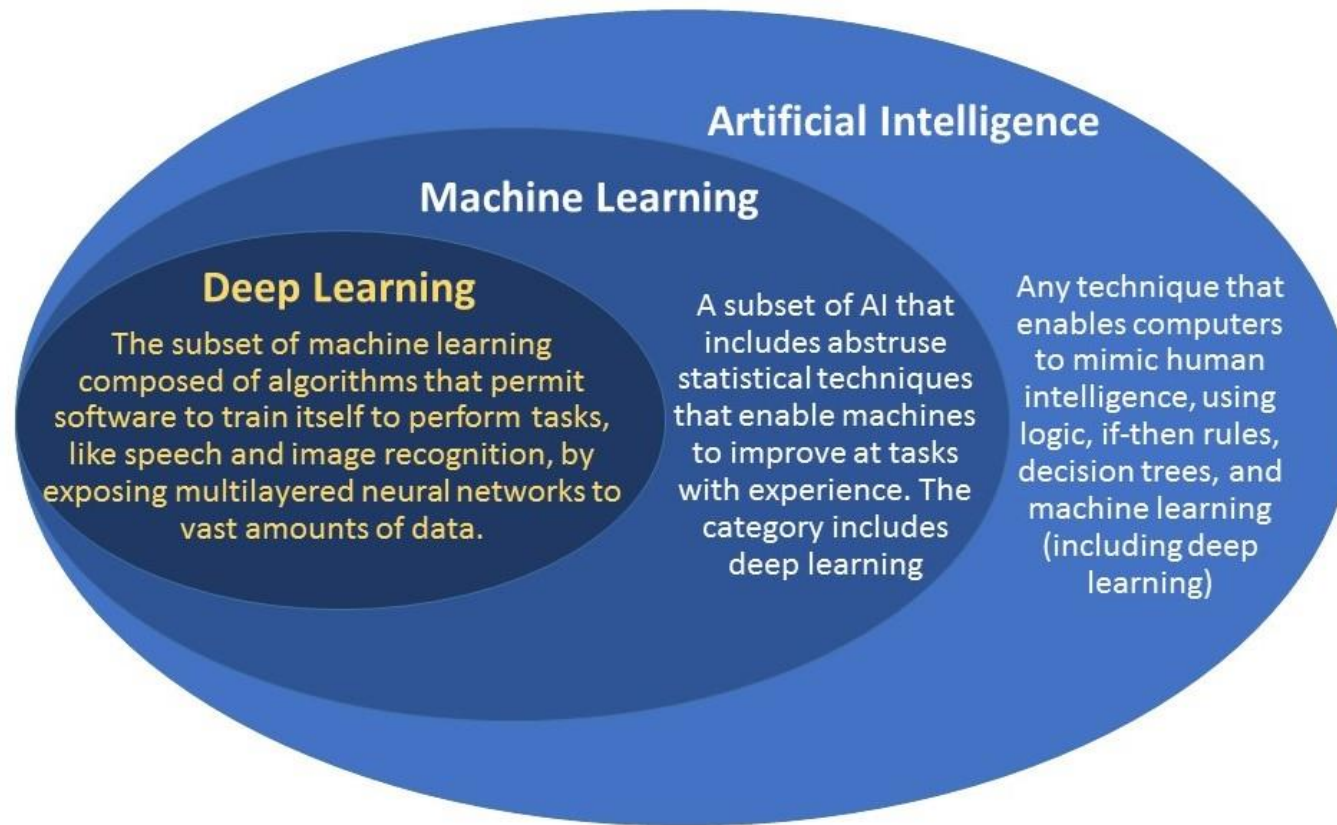 Artificial Intelligence
Machine Learning
Deep Learning
The subset of machine learning
composed of algorithms that permit
software to train itself to perform tasks,
like speech and image recognition, by
exposing multilayered neural networks to
vast amounts of data.
A subset of AI that
includes abstruse
statistical techniques
that enable machines
to improve at tasks
with experience. The
category includes
deep learning
Any technique that
enables computers
to mimic human
intelligence, using
logic, if-then rules,
decision trees, and
machine learning
(including deep
learning)